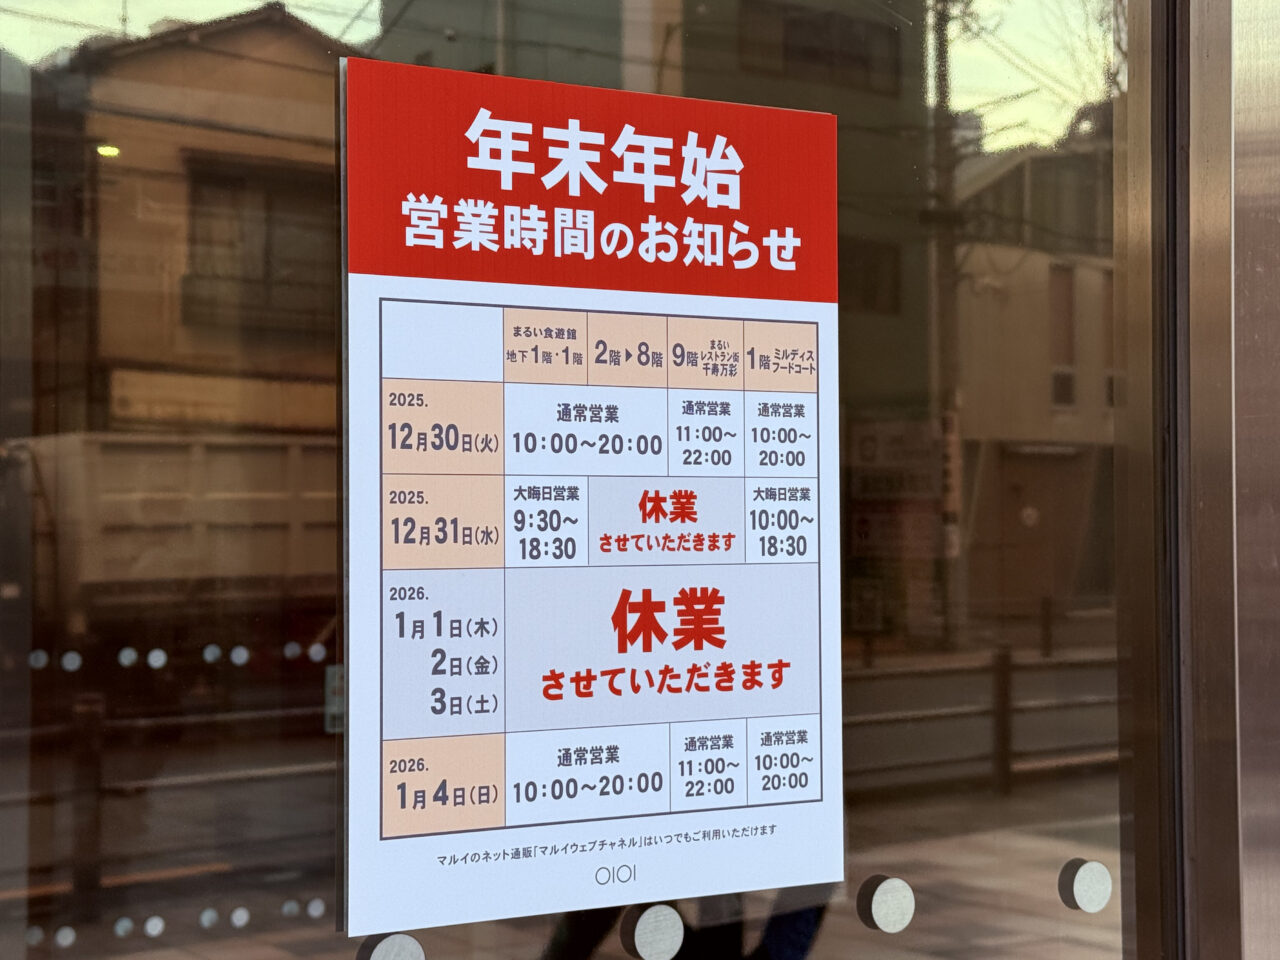 年末年始
営業時間のお知らせ
まるい食遊館
地下1階・1階
2階▶8階
9階 まるい レストラン街 千寿万彩
1階 ミルディス フードコート
2025.
12月30日(火)
通常営業
10:00～20:00
通常営業
11:00～
22:00
通常営業
10:00～
20:00
2025.
12月31日(水)
大晦日営業
9:30～
18:30
休業
させていただきます
大晦日営業
10:00～
18:30
2026.
1月1日(木)
2日(金)
3日(土)
休業
させていただきます
2026.
1月4日(日)
通常営業
10:00～20:00
通常営業
11:00～
22:00
通常営業
10:00～
20:00
マルイのネット通販「マルイウェブチャネル」はいつでもご利用いただけます
OIOI